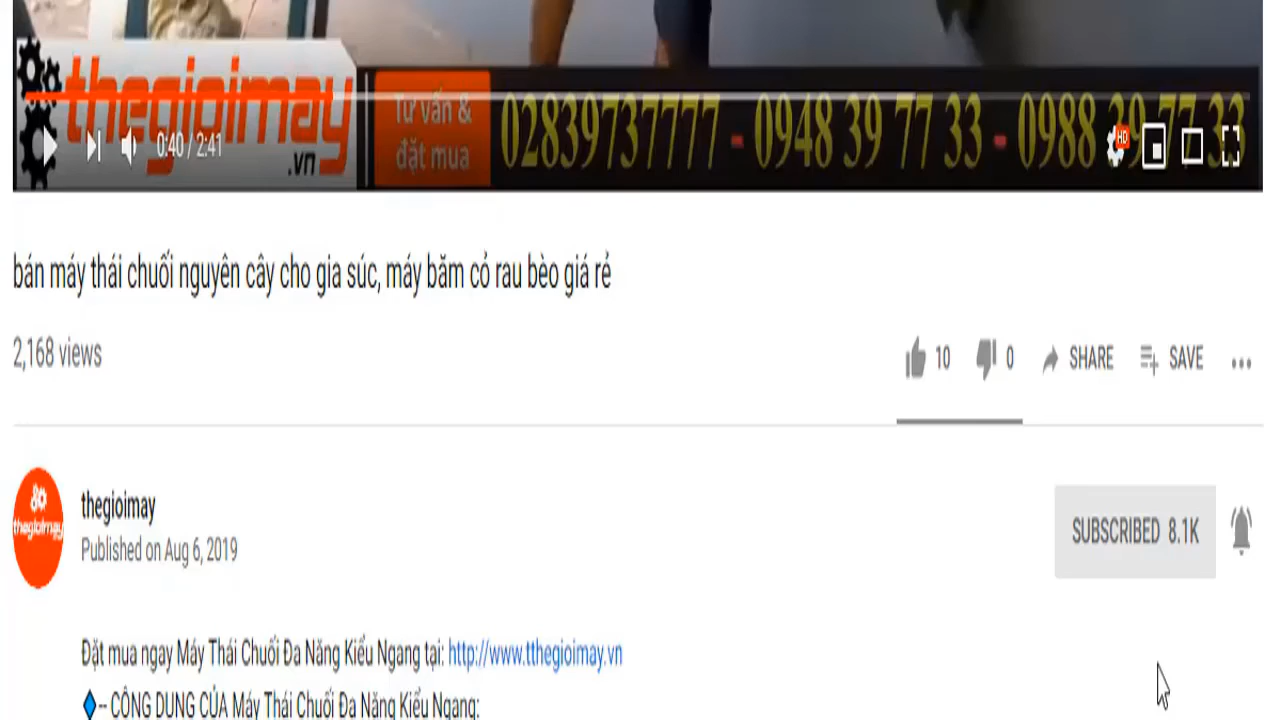 thegioimay
.vn
Tư vấn &
đặt mua
02839737777 - 0948 39 77 33 - 0988 39 77 33
0:40 / 2:41
HD
bán máy thái chuối nguyên cây cho gia súc, máy băm cỏ rau bèo giá rẻ
2,168 views
10 0 SHARE SAVE
thegioimay
thegioimay
Published on Aug 6, 2019
SUBSCRIBED 8.1K
Đặt mua ngay Máy Thái Chuối Đa Năng Kiểu Ngang tại: http://www.tthegioimay.vn
-- CÔNG DỤNG CỦA Máy Thái Chuối Đa Năng Kiểu Ngang: